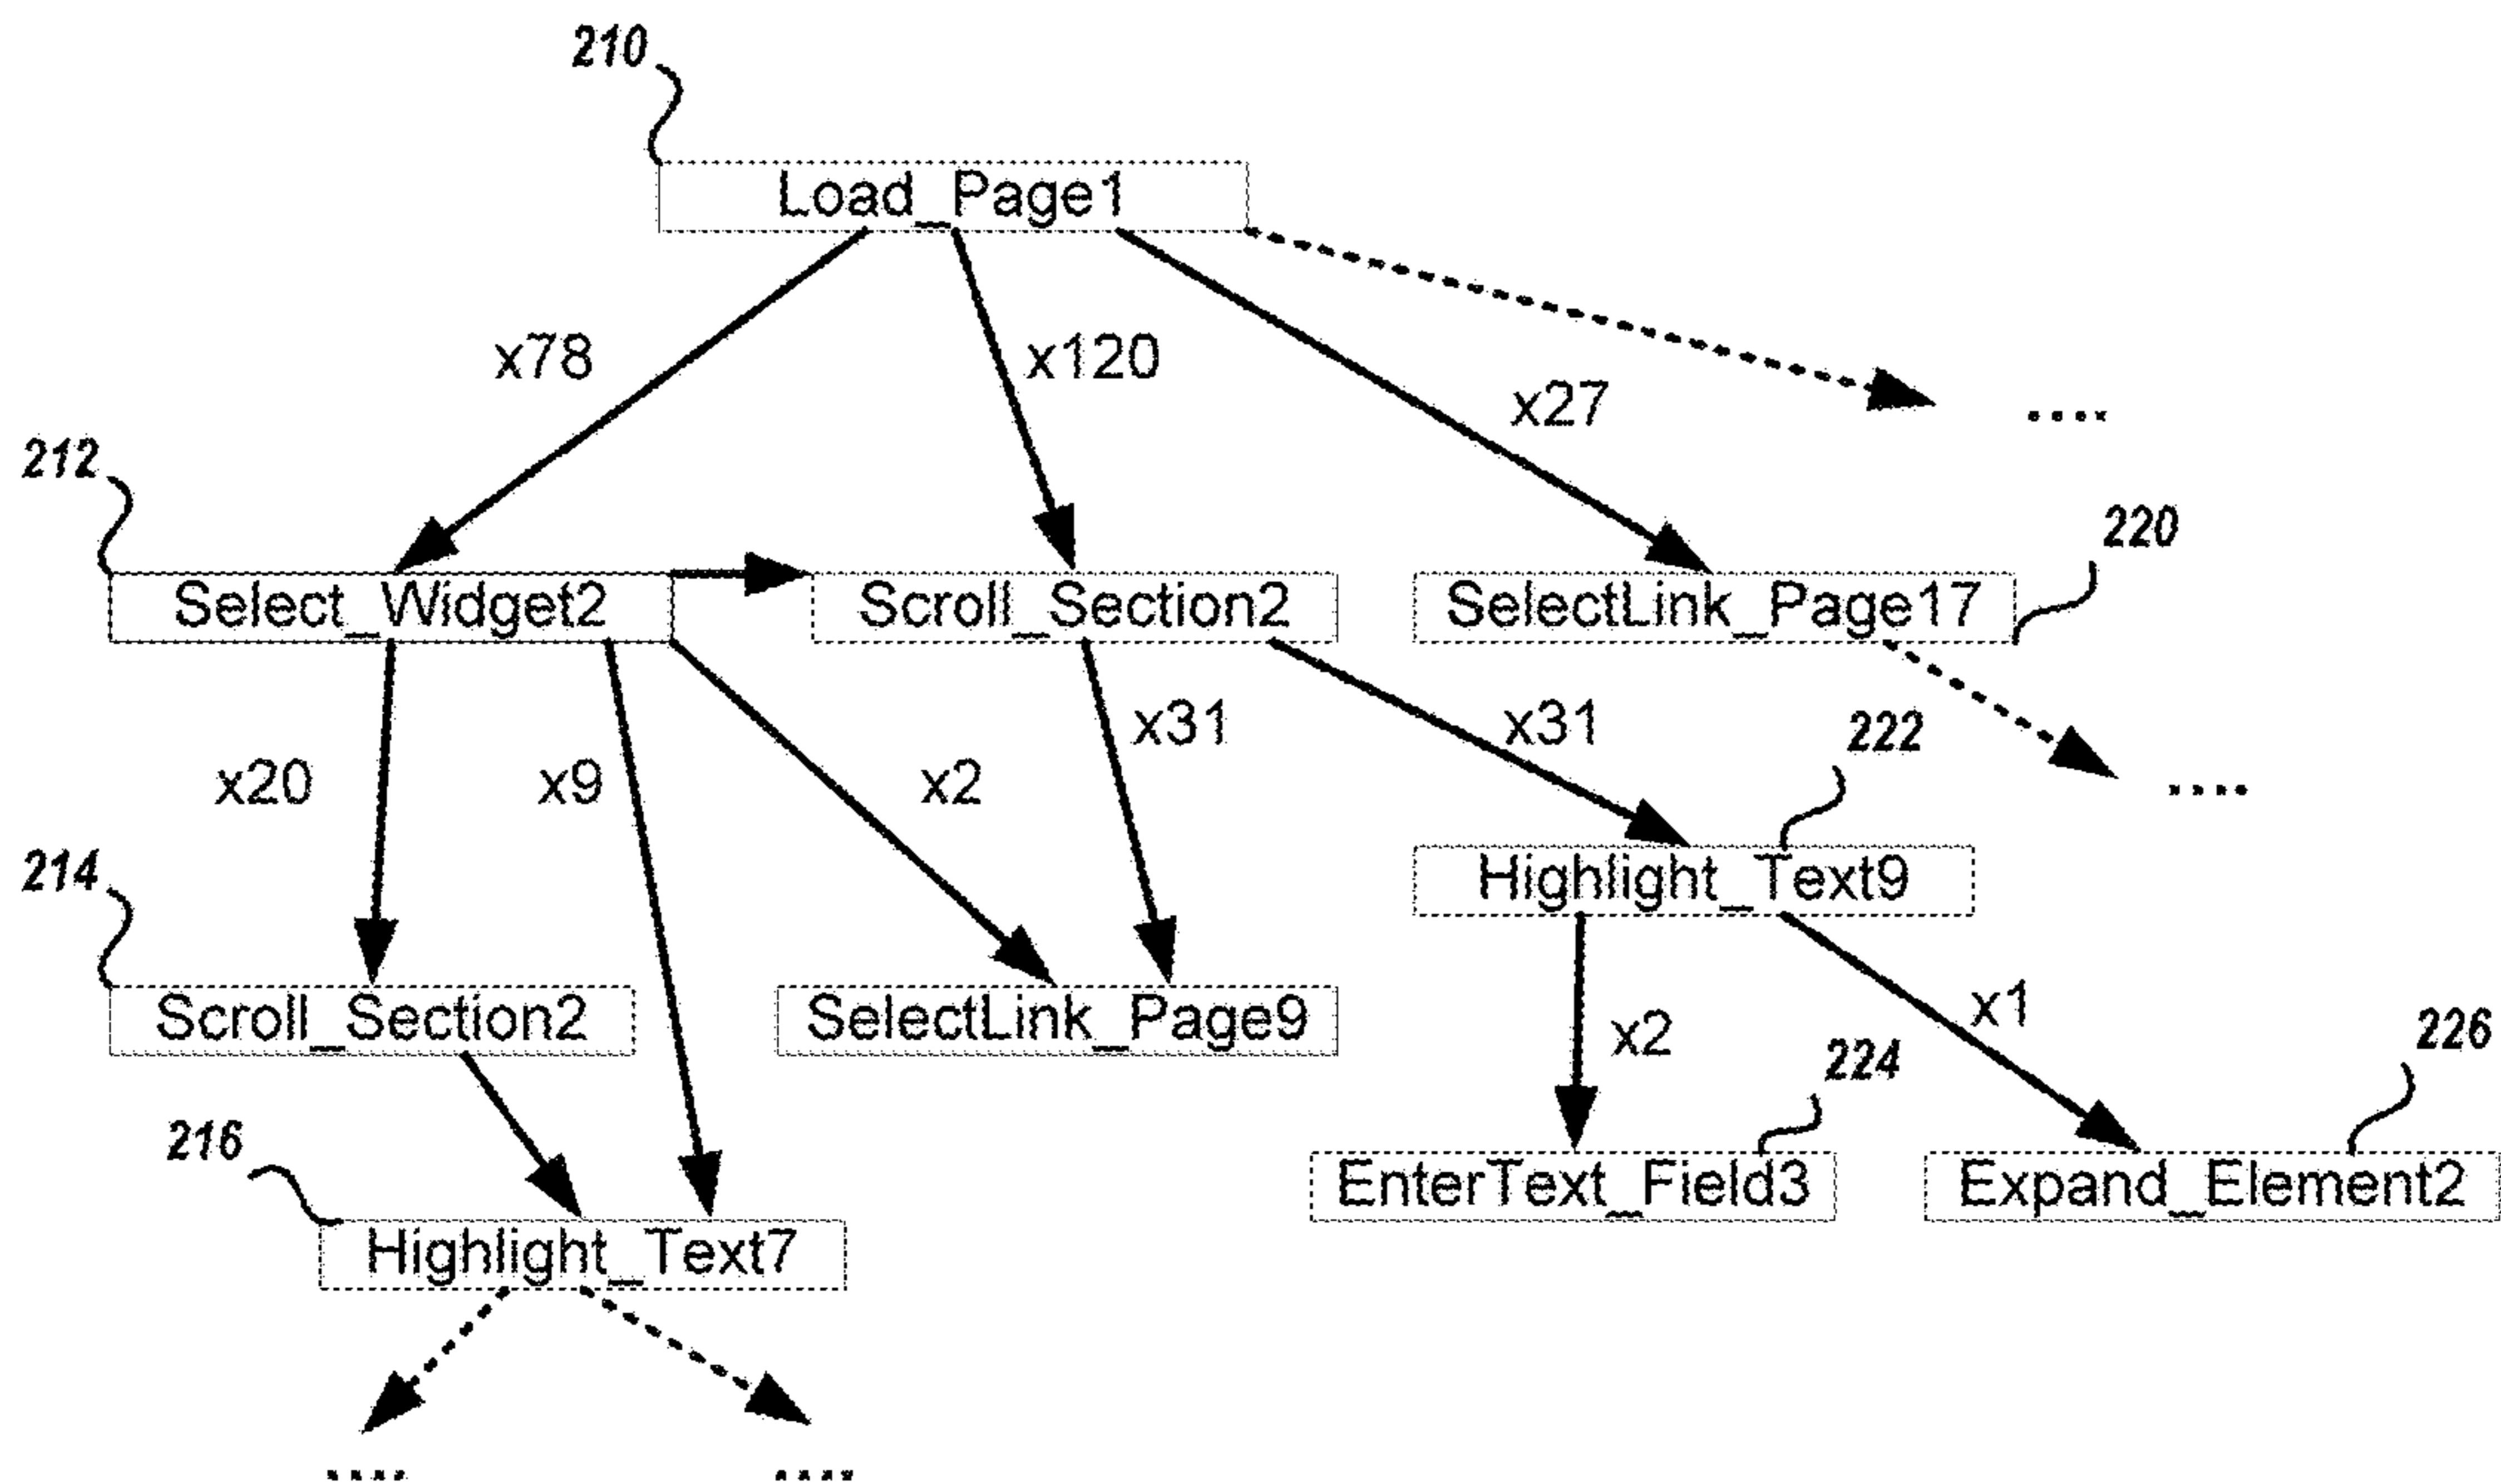 210
Load_Page1
x78
x120
x27
....
212
220
Select_Widget2
Scroll_Section2
SelectLink_Page17
x20
x9
x2
x31
x31
222
....
214
Highlight_Text9
Scroll_Section2
SelectLink_Page9
x2
x1
224
226
216
EnterText_Field3
Expand_Element2
Highlight_Text7
....
....